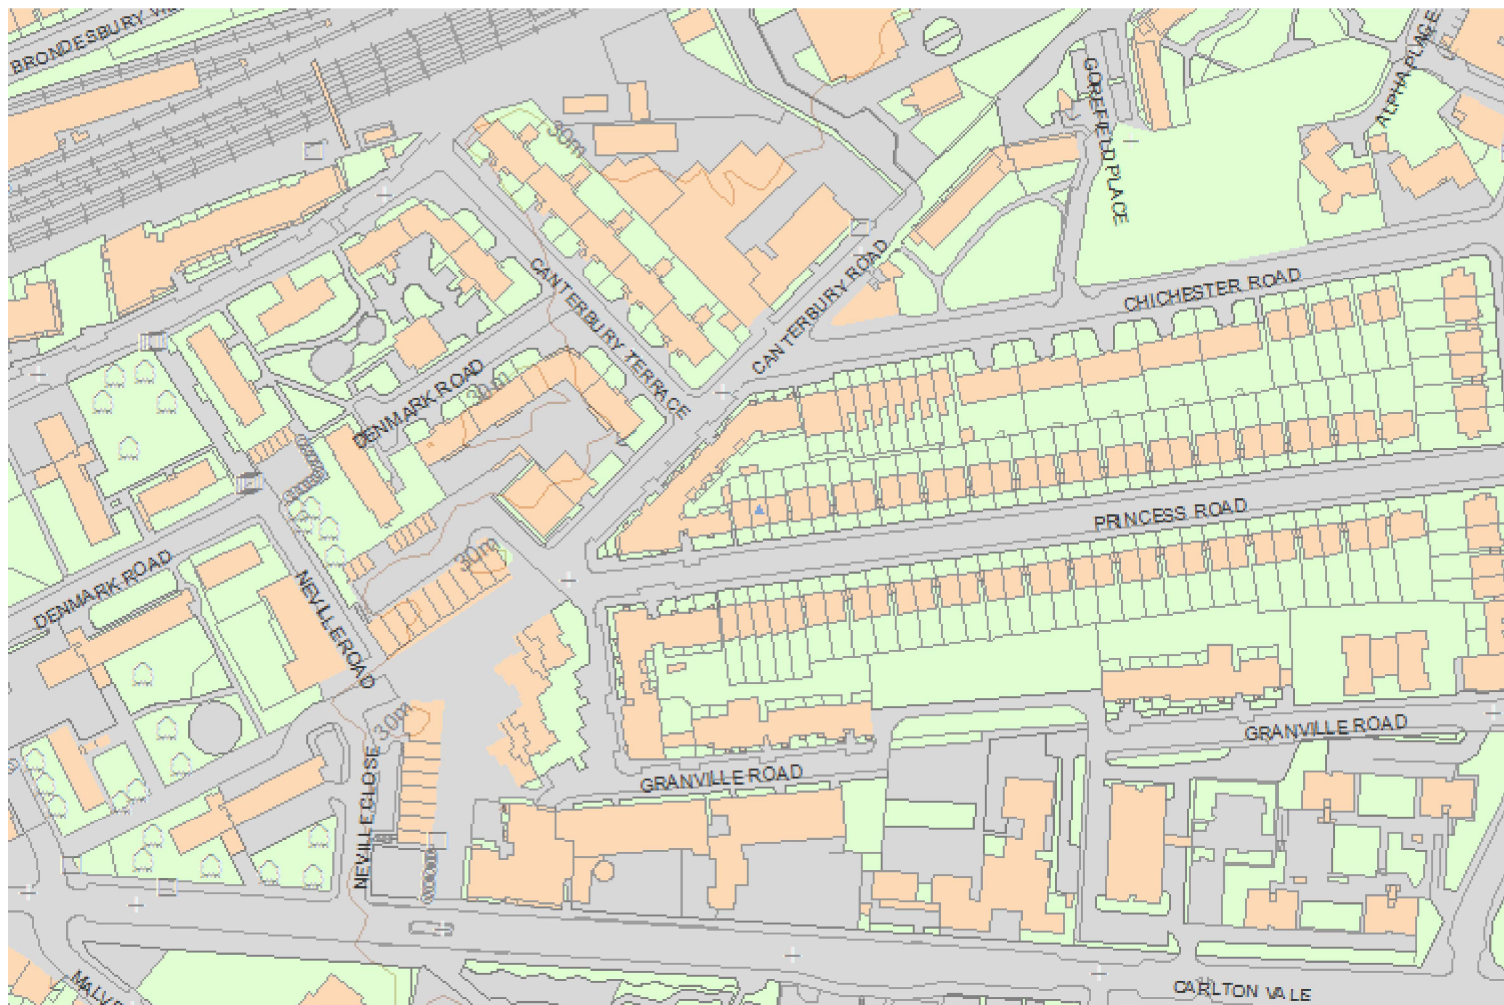 BRONDESBURY
GOREFIELD PLACE
ALPHA PLACE
30m
CANTERBURY TERRACE
CANTERBURY ROAD
CHICHESTER ROAD
DENMARK ROAD
30m
PRINCESS ROAD
30m
DENMARK ROAD
NEVILLE ROAD
30m
NEVILLE CLOSE
GRANVILLE ROAD
GRANVILLE ROAD
CARLTON VALE